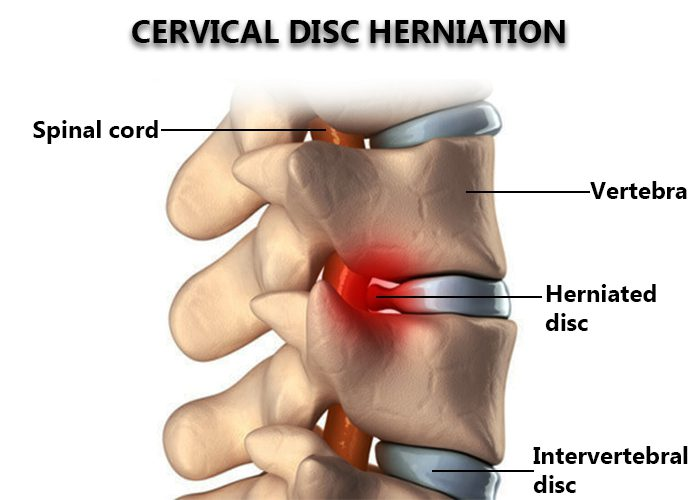 CERVICAL DISC HERNIATION
Spinal cord
Vertebra
Herniated
disc
Intervertebral
disc